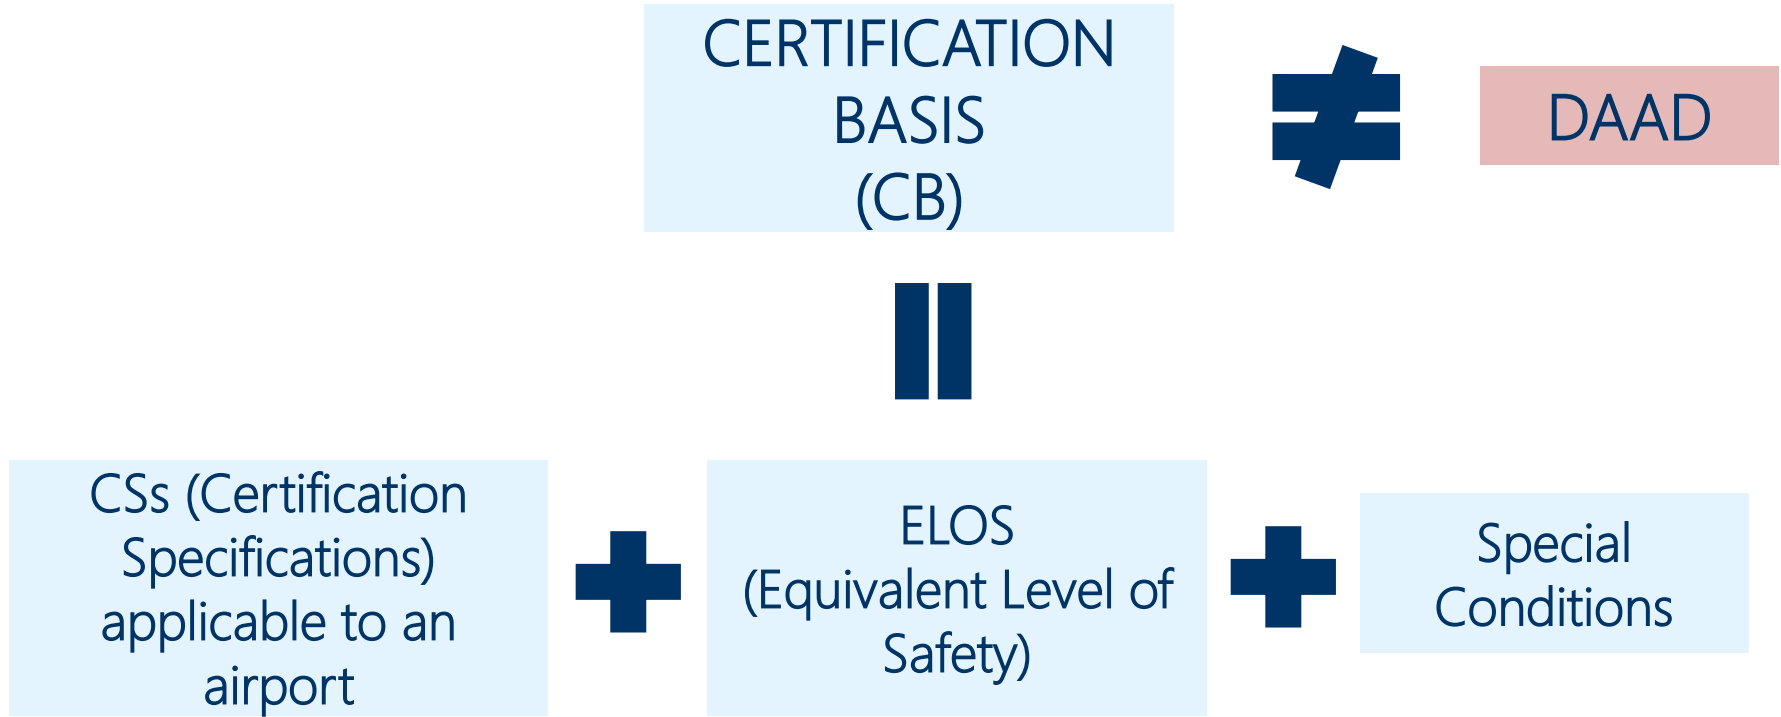 CERTIFICATION
BASIS
(CB)
DAAD
CSs (Certification
Specifications)
applicable to an
airport
ELOS
(Equivalent Level of
Safety)
Special
Conditions